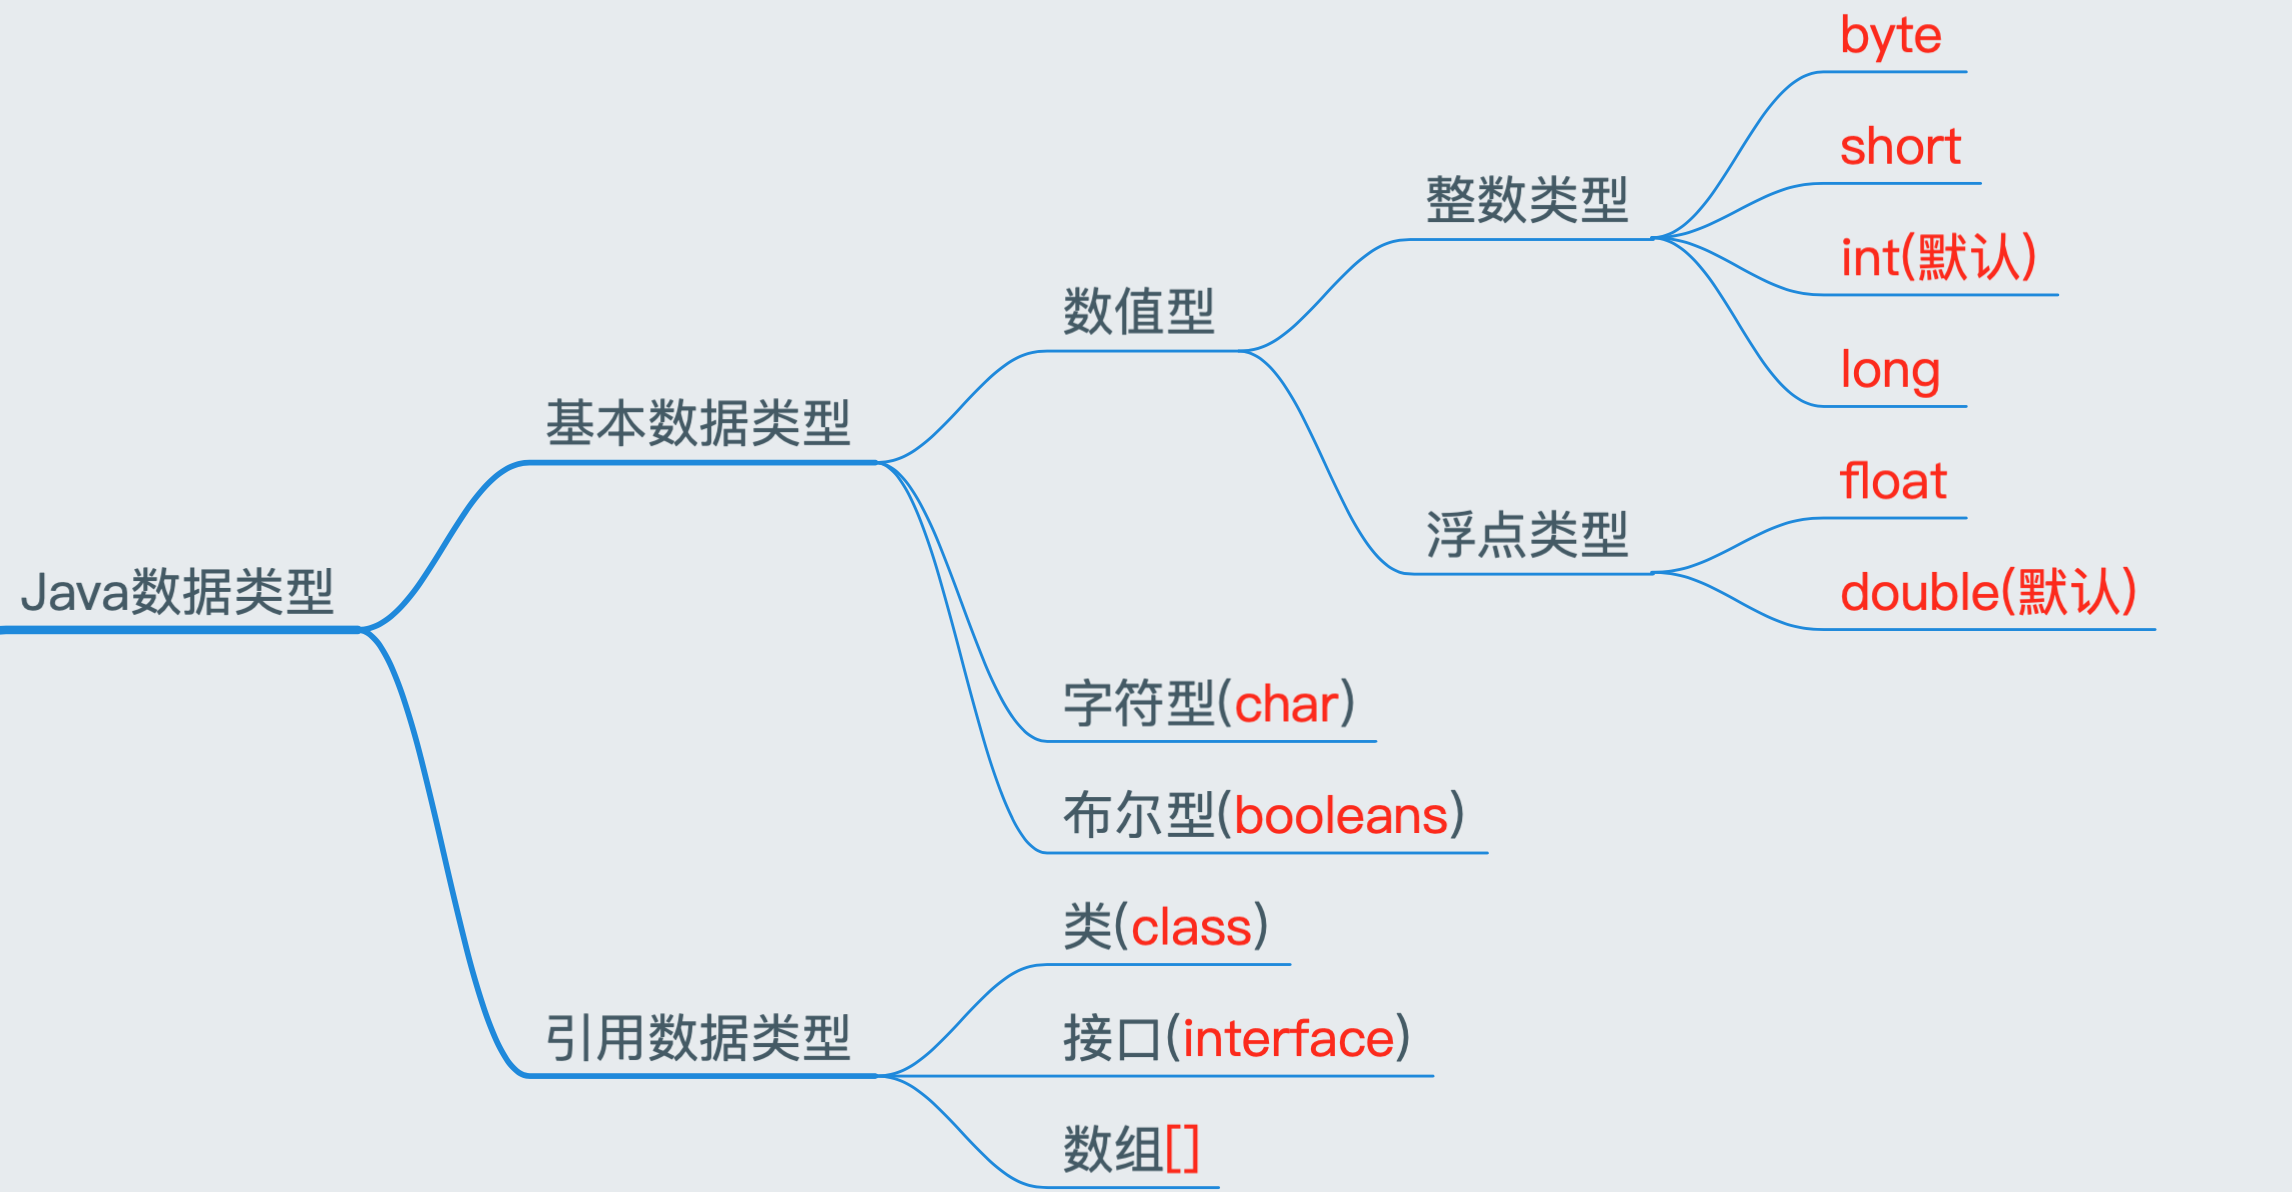 Java数据类型
基本数据类型
数值型
整数类型
byte
short
int(默认)
long
浮点类型
float
double(默认)
字符型(char)
布尔型(booleans)
引用数据类型
类(class)
接口(interface)
数组[]